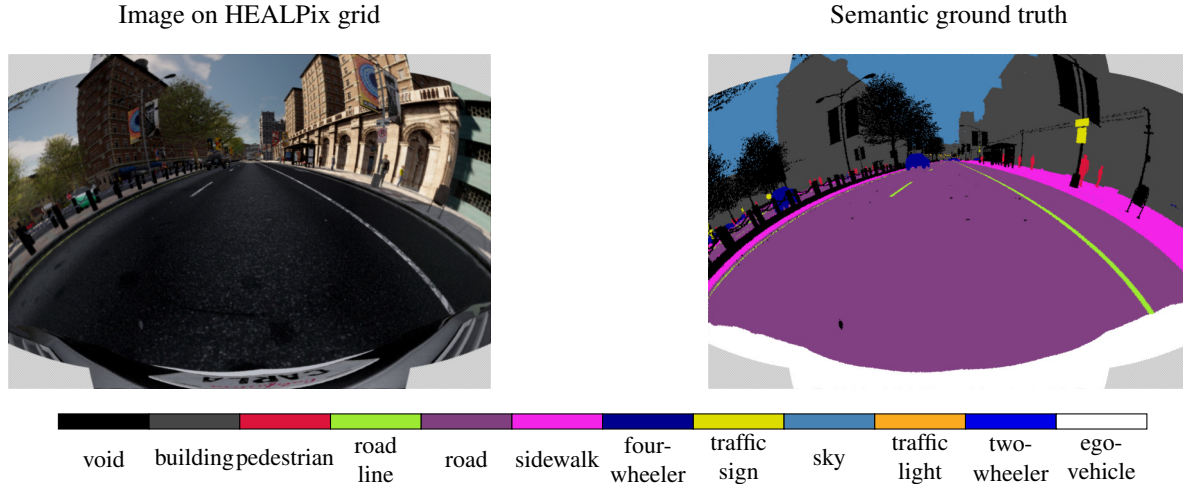 Image on HEALPix grid
Semantic ground truth
CARLA
void
building
pedestrian
road
line
road
sidewalk
four-
wheeler
traffic
sign
sky
traffic
light
two-
wheeler
ego-
vehicle